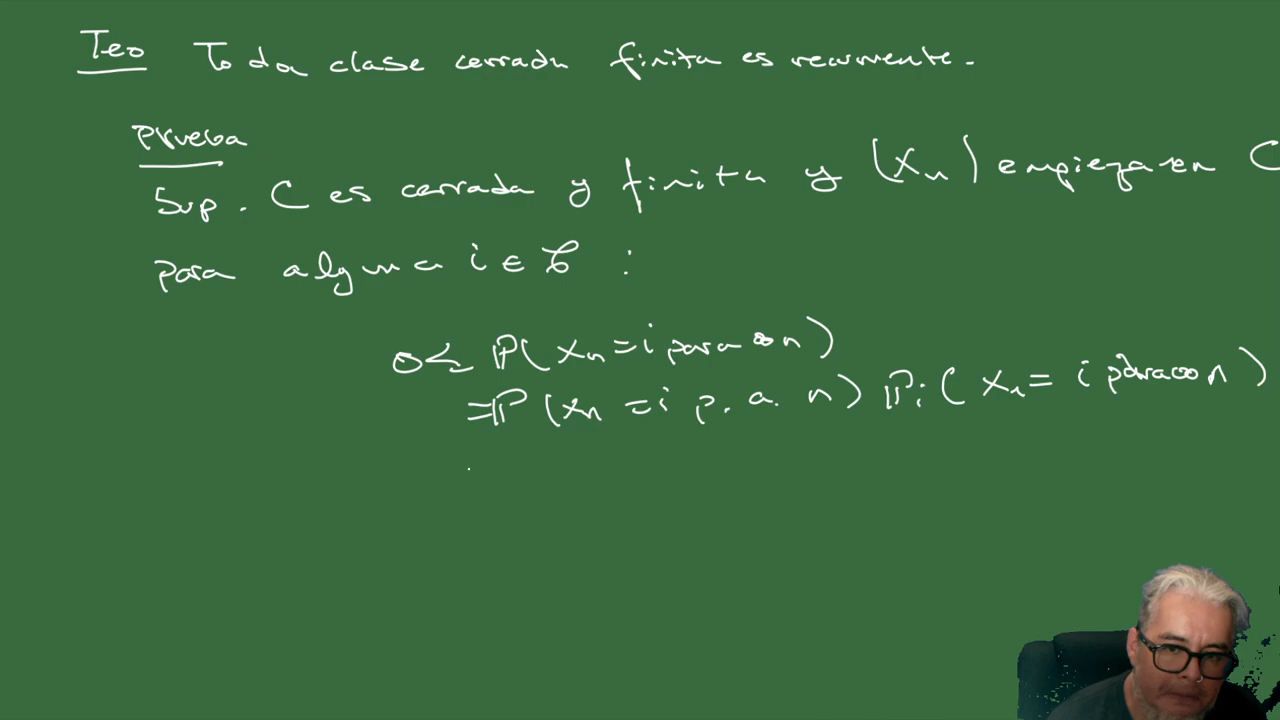 Teo Toda clase cerrada finita es recurrente.
Prueba
Sup. C es cerrada y finita y (Xn) empieza en C
para alguna i ∈ C :
0 < ℙ(Xn = i para ∞ n)
= ℙ(Xn = i p. a. n) ℙi(Xn = i para ∞ n)